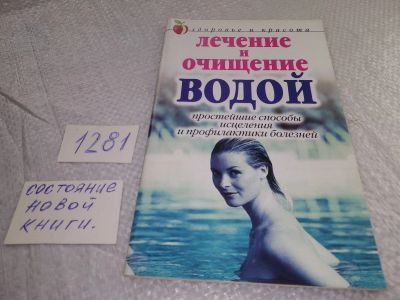 здоровье и красота
ЛЕЧЕНИЕ
и
ОЧИЩЕНИЕ
ВОДОЙ
простейшие способы
исцеления
и профилактики болезней
1281
СОСТОЯНИЕ
НОВОЙ
КНИГИ.